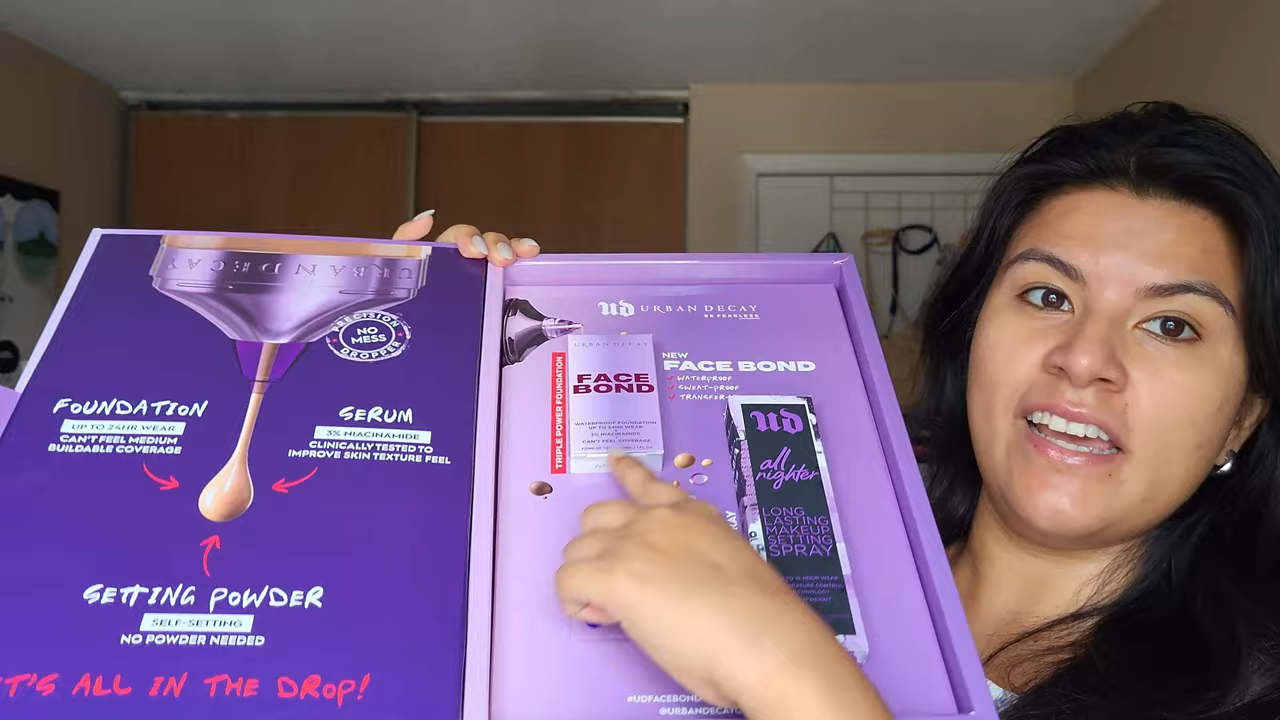 URBAN DECAY
PRECISION
NO
MESS
DROPPER
FOUNDATION
UP TO 24HR WEAR
CAN'T FEEL MEDIUM
BUILDABLE COVERAGE
SERUM
3% NIACINAMIDE
CLINICALLY TESTED TO
IMPROVE SKIN TEXTURE FEEL
SETTING POWDER
SELF-SETTING
NO POWDER NEEDED
IT'S ALL IN THE DROP!
UD URBAN DECAY
BE FEARLESS
NEW
FACE BOND
WATERPROOF
SWEAT-PROOF
TRANSFER-
TRIPLE POWER FOUNDATION
URBAN DECAY
FACE
BOND
WATERPROOF FOUNDATION
UP TO 24HR WEAR
3% NIACINAMIDE
CAN'T FEEL COVERAGE
UD
all
nighter
LONG
LASTING
MAKEUP
SETTING
SPRAY
#UDFACEBOND
@URBANDECAY